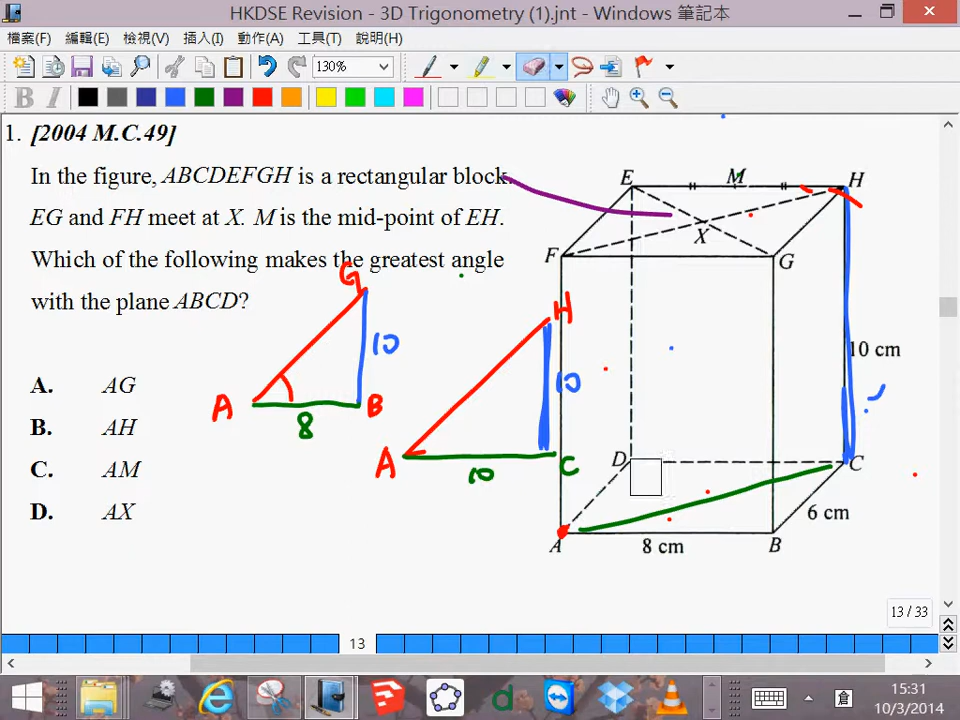 HKDSE Revision - 3D Trigonometry (1).jnt - Windows 筆記本
檔案(F) 編輯(E) 檢視(V) 插入(I) 動作(A) 工具(T) 說明(H)
130%
B I
1. [2004 M.C.49]
In the figure, ABCDEFGH is a rectangular block.
EG and FH meet at X. M is the mid-point of EH.
Which of the following makes the greatest angle
with the plane ABCD?
A. AG
B. AH
C. AM
D. AX
G
10
A
B
8
H
10
A
C
10
E
M
H
X
F
G
10 cm
D
C
6 cm
A
8 cm
B
13 / 33
13
倉
15:31
10/3/2014